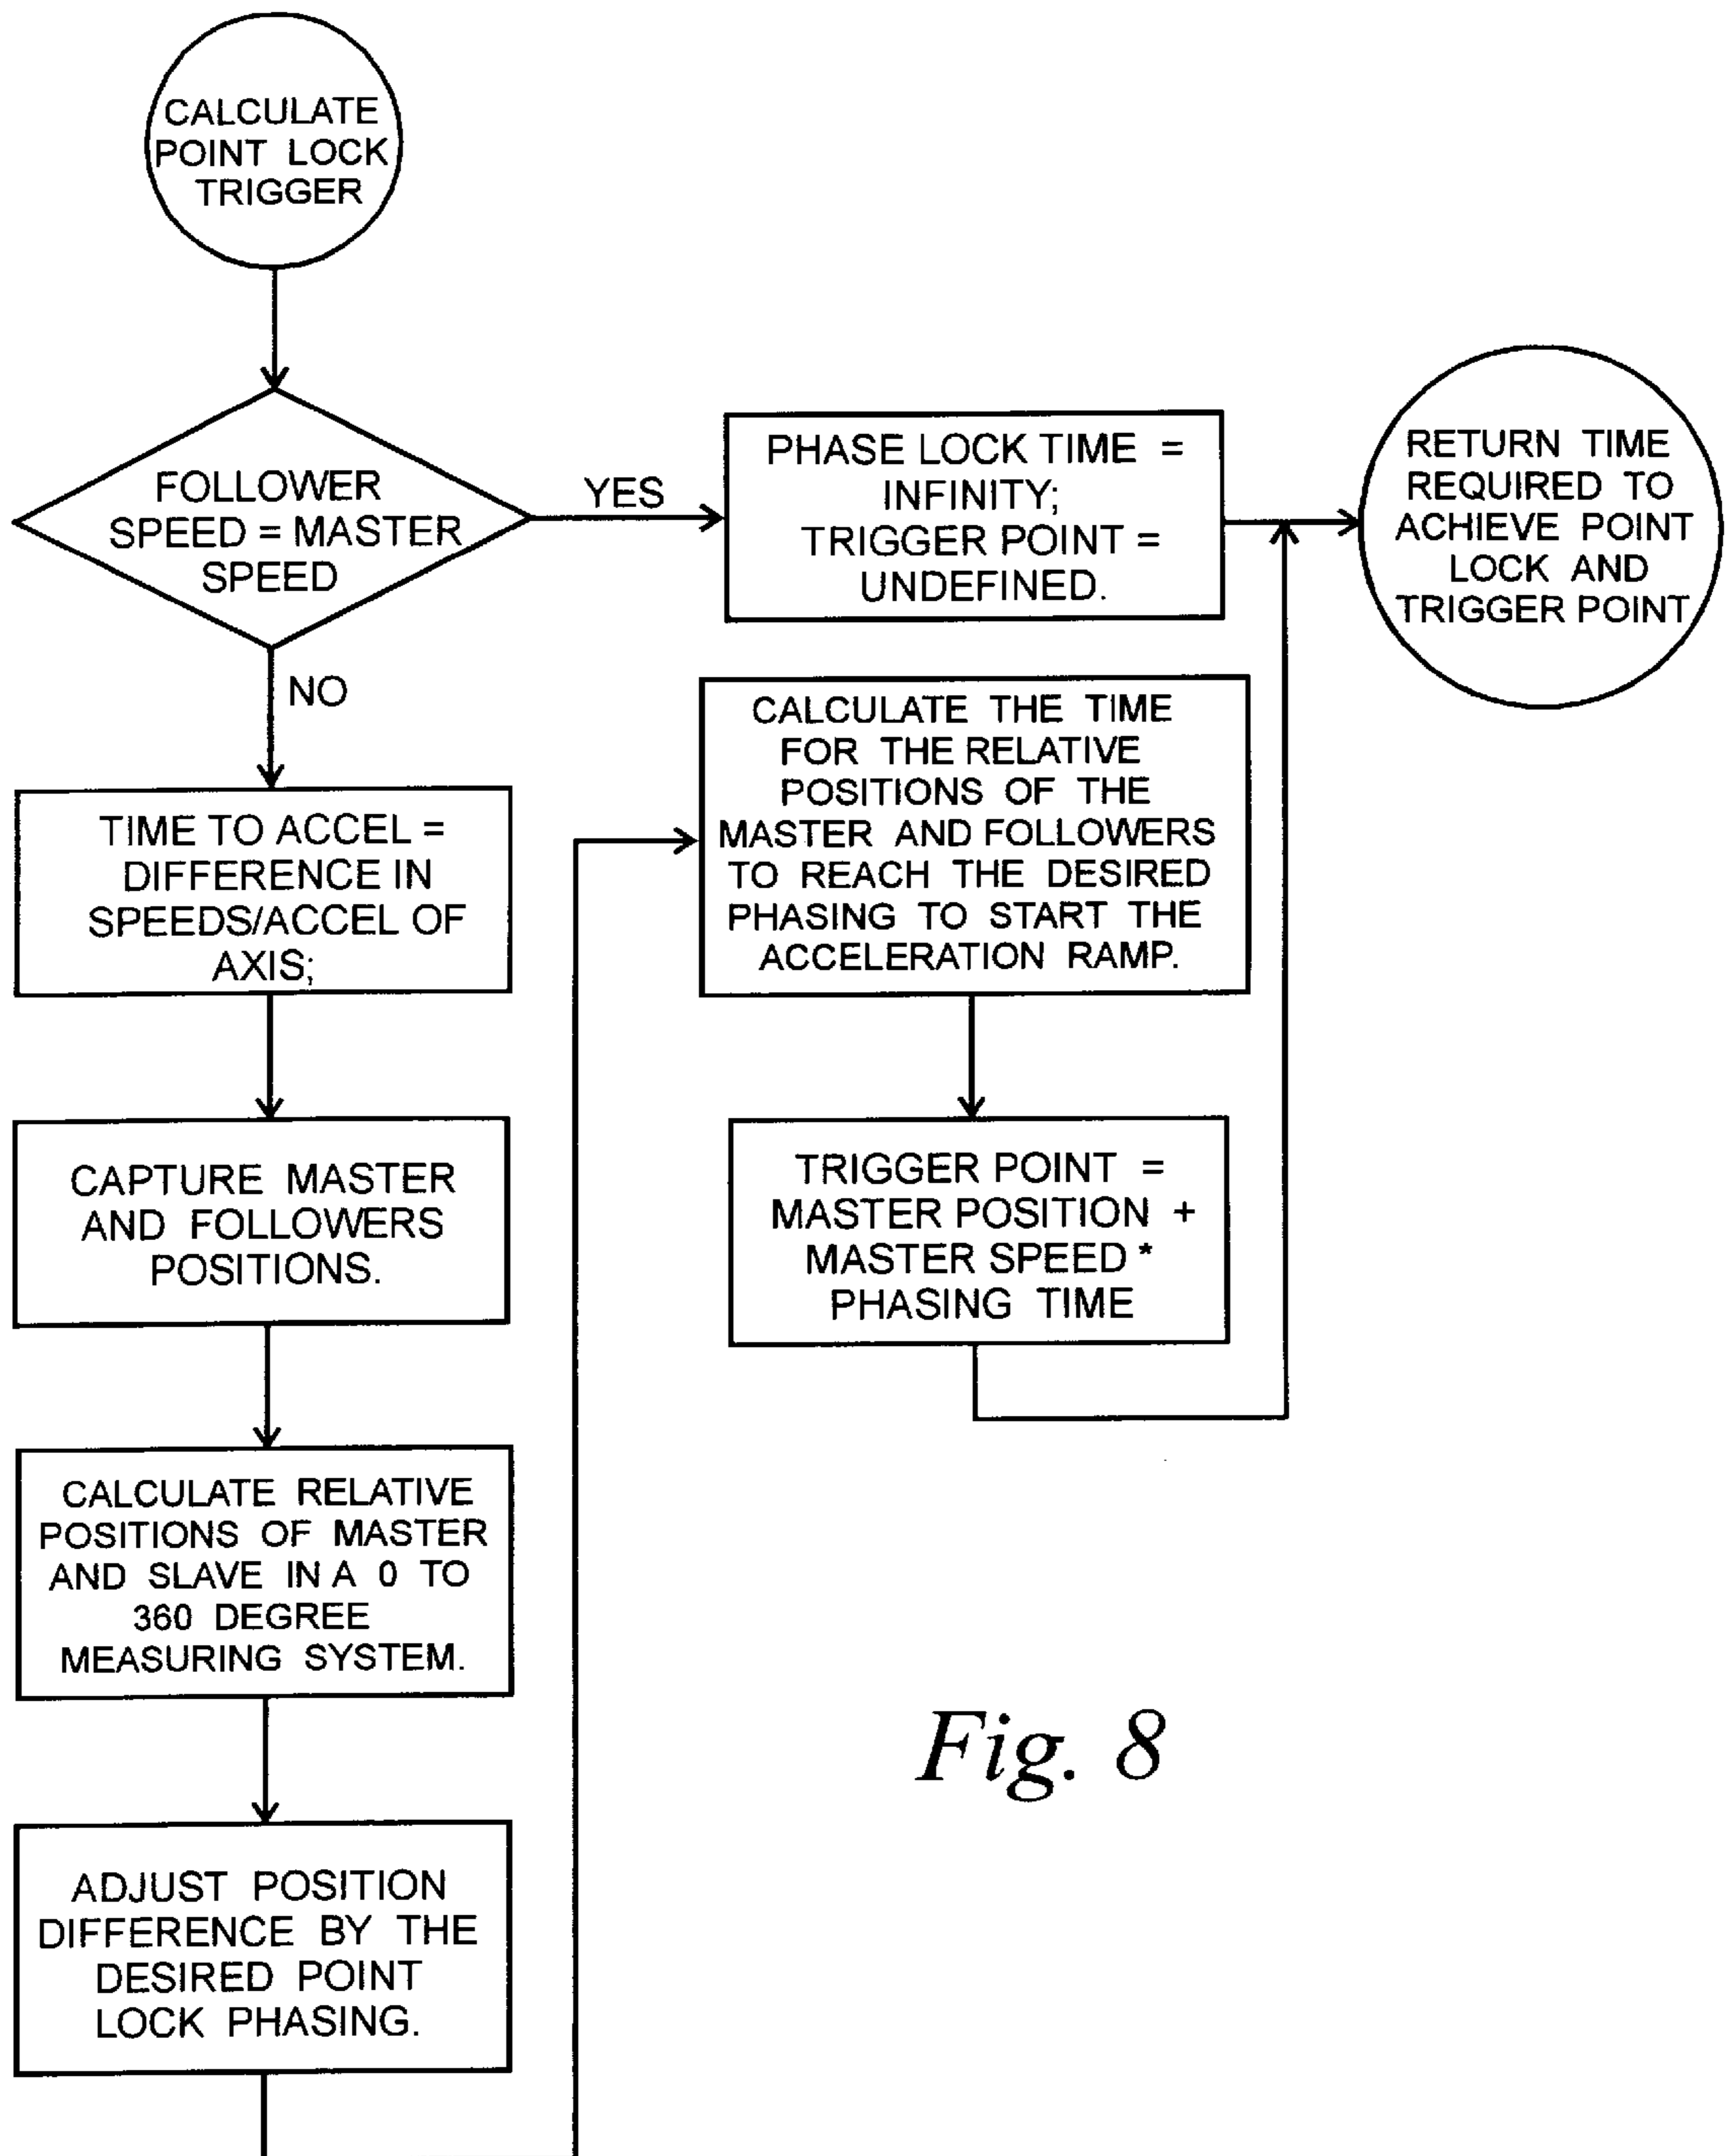 CALCULATE
POINT LOCK
TRIGGER
FOLLOWER
SPEED = MASTER
SPEED
YES
PHASE LOCK TIME =
INFINITY;
TRIGGER POINT =
UNDEFINED.
RETURN TIME
REQUIRED TO
ACHIEVE POINT
LOCK AND
TRIGGER POINT
NO
TIME TO ACCEL =
DIFFERENCE IN
SPEEDS/ACCEL OF
AXIS;
CAPTURE MASTER
AND FOLLOWERS
POSITIONS.
CALCULATE RELATIVE
POSITIONS OF MASTER
AND SLAVE IN A 0 TO
360 DEGREE
MEASURING SYSTEM.
ADJUST POSITION
DIFFERENCE BY THE
DESIRED POINT
LOCK PHASING.
CALCULATE THE TIME
FOR THE RELATIVE
POSITIONS OF THE
MASTER AND FOLLOWERS
TO REACH THE DESIRED
PHASING TO START THE
ACCELERATION RAMP.
TRIGGER POINT =
MASTER POSITION +
MASTER SPEED *
PHASING TIME
Fig. 8